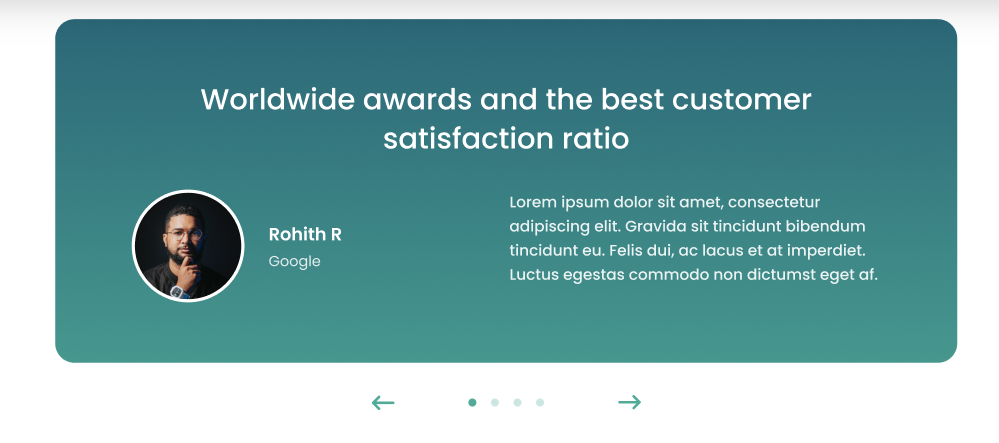 Worldwide awards and the best customer
satisfaction ratio
Rohith R
Google
Lorem ipsum dolor sit amet, consectetur
adipiscing elit. Gravida sit tincidunt bibendum
tincidunt eu. Felis dui, ac lacus et at imperdiet.
Luctus egestas commodo non dictumst eget af.